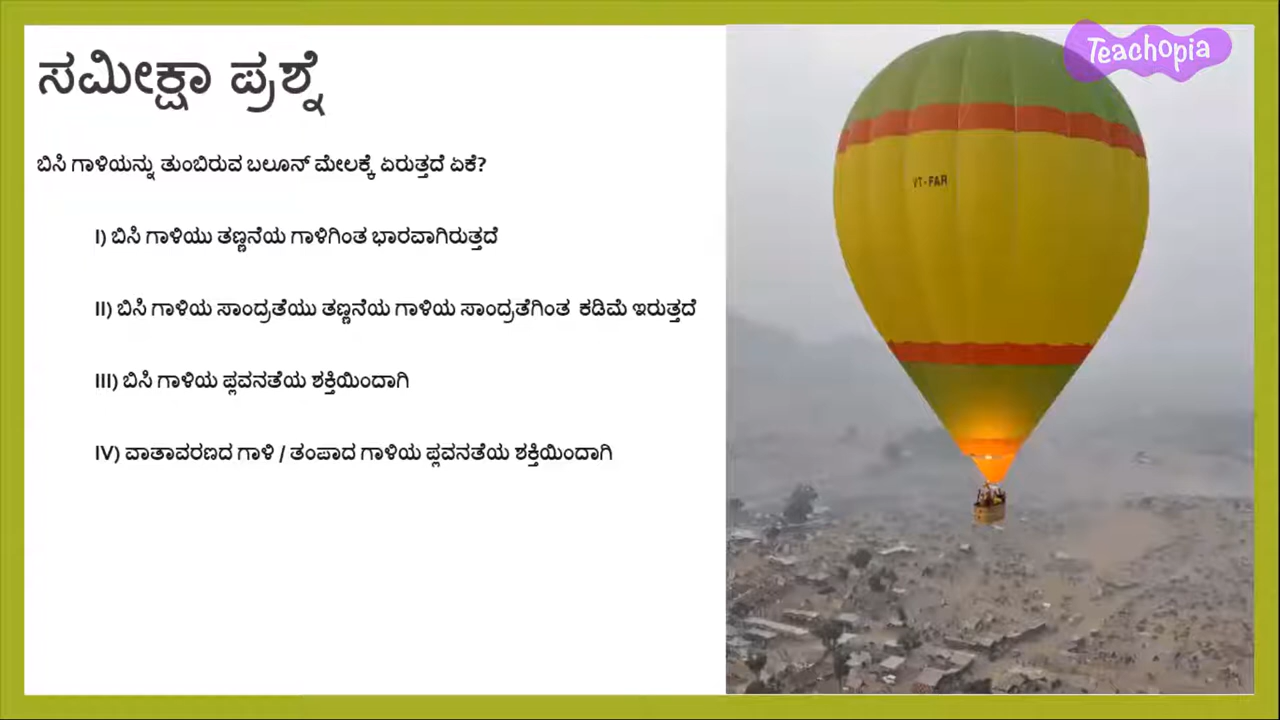 ಸಮೀಕ್ಷಾ ಪ್ರಶ್ನೆ
Teachopia
ಬಿಸಿ ಗಾಳಿಯನ್ನು ತುಂಬಿರುವ ಬಲೂನ್ ಮೇಲಕ್ಕೆ ಏರುತ್ತದೆ ಏಕೆ?
VT-FAR
I) ಬಿಸಿ ಗಾಳಿಯು ತಣ್ಣನೆಯ ಗಾಳಿಗಿಂತ ಭಾರವಾಗಿರುತ್ತದೆ
II) ಬಿಸಿ ಗಾಳಿಯ ಸಾಂದ್ರತೆಯು ತಣ್ಣನೆಯ ಗಾಳಿಯ ಸಾಂದ್ರತೆಗಿಂತ ಕಡಿಮೆ ಇರುತ್ತದೆ
III) ಬಿಸಿ ಗಾಳಿಯ ಪ್ಲವನತೆಯ ಶಕ್ತಿಯಿಂದಾಗಿ
IV) ವಾತಾವರಣದ ಗಾಳಿ / ತಂಪಾದ ಗಾಳಿಯ ಪ್ಲವನತೆಯ ಶಕ್ತಿಯಿಂದಾಗಿ